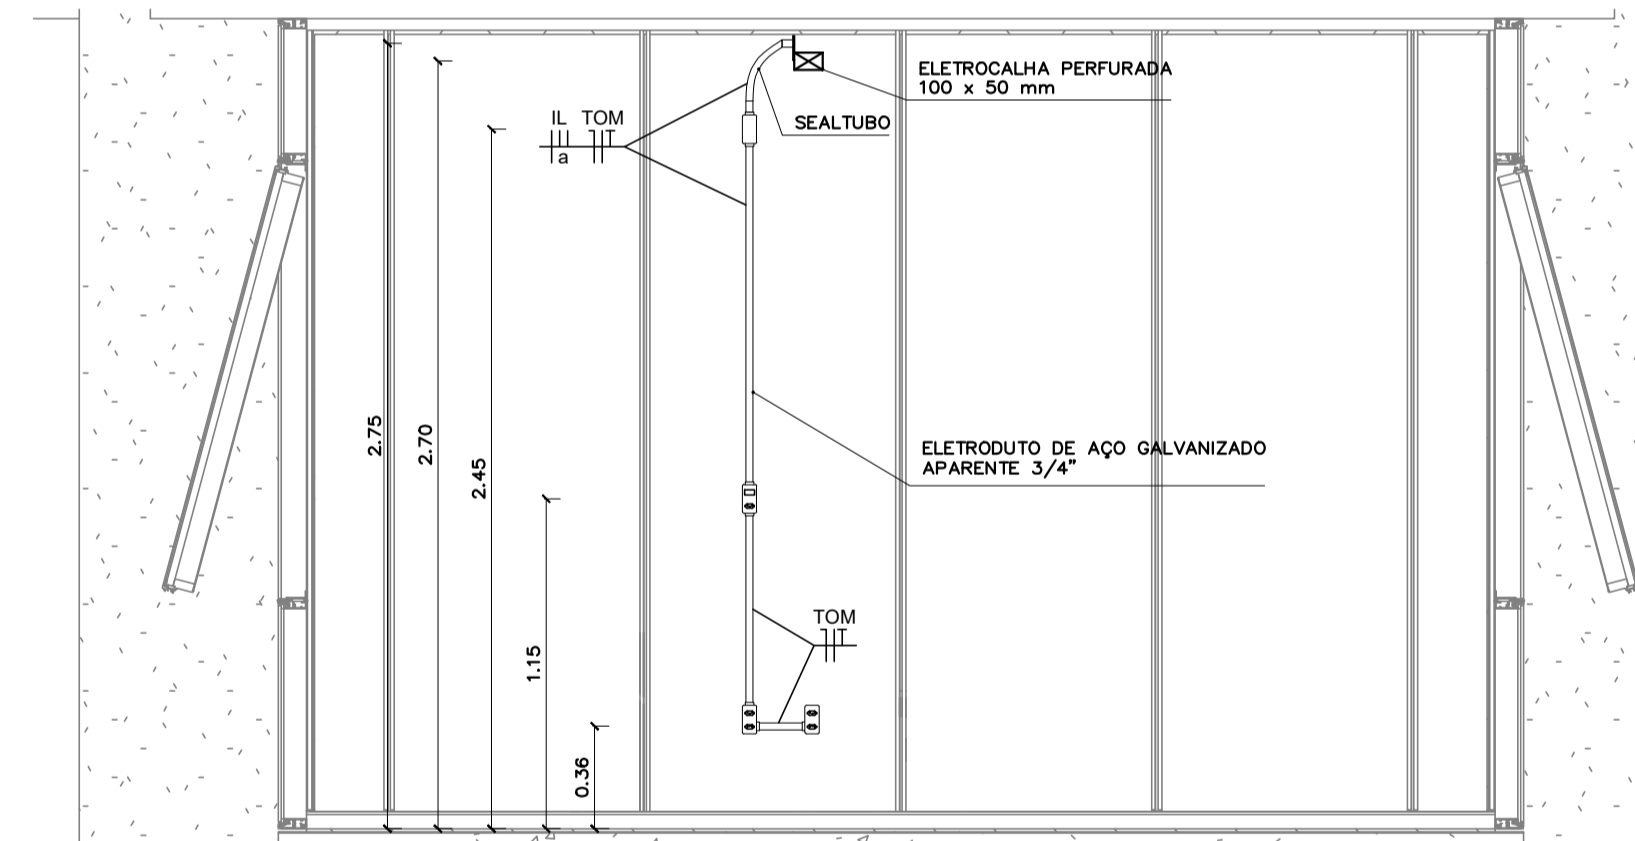 ELETROCALHA PERFURADA
100 x 50 mm
IL TOM
a
SEALTUBO
2.75
2.70
2.45
ELETRODUTO DE AÇO GALVANIZADO
APARENTE 3/4"
1.15
TOM
0.36